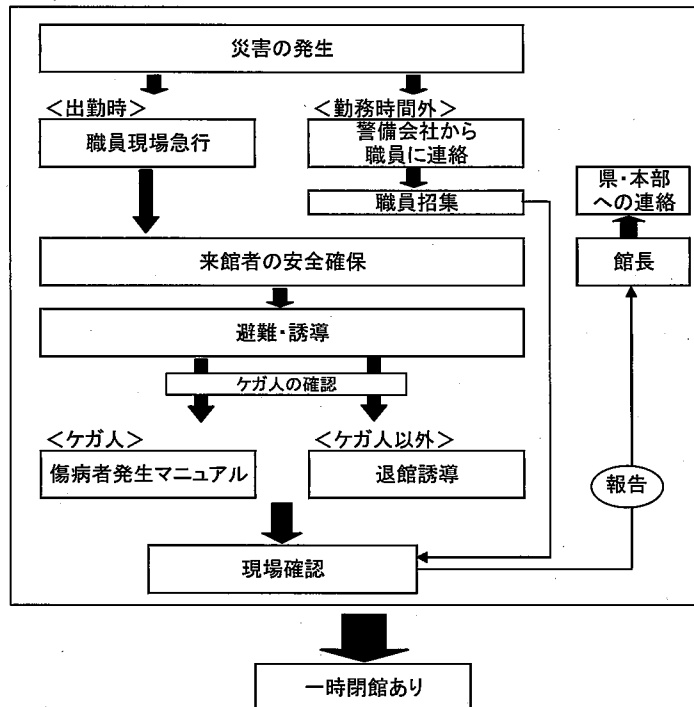 災害の発生
＜出勤時＞
職員現場急行
＜勤務時間外＞
警備会社から
職員に連絡
職員招集
県・本部
への連絡
館長
来館者の安全確保
避難・誘導
ケガ人の確認
＜ケガ人＞
傷病者発生マニュアル
＜ケガ人以外＞
退館誘導
報告
現場確認
一時閉館あり